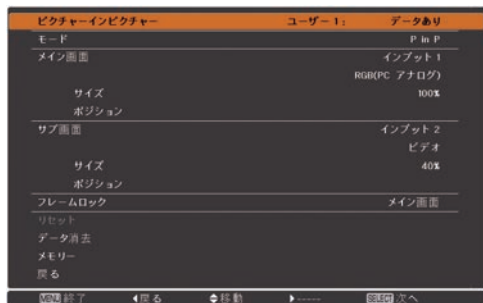 ピクチャーインピクチャー ユーザー 1: データあり
モード P in P
メイン画面 インプット 1
RGB(PC アナログ)
サイズ 100%
ポジション
サブ画面 インプット 2
ビデオ
サイズ 40%
ポジション
フレームロック メイン画面
リセット
データ消去
メモリー
戻る
MENU 終了 戻る 移動 ----- SELECT 次へ